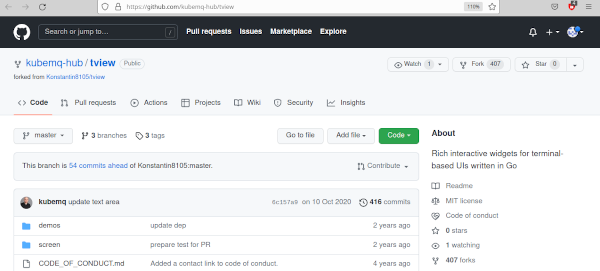 https://github.com/kubemq-hub/tview
110%
Search or jump to...
/
Pull requests Issues Marketplace Explore
kubemq-hub / tview Public
Watch 1 Fork 407 Star 0
forked from Konstantin8105/tview
Code Pull requests Actions Projects Wiki Security Insights
master 3 branches 3 tags Go to file Add file Code
About
This branch is 54 commits ahead of Konstantin8105:master. Contribute
Rich interactive widgets for terminal-
based UIs written in Go
kubemq update text area 0c157a9 on 10 Oct 2020 416 commits
Readme
MIT license
Code of conduct
0 stars
1 watching
407 forks
demos update dep 2 years ago
screen prepare test for PR 2 years ago
CODE_OF_CONDUCT.md Added a contact link to code of conduct. 4 years ago